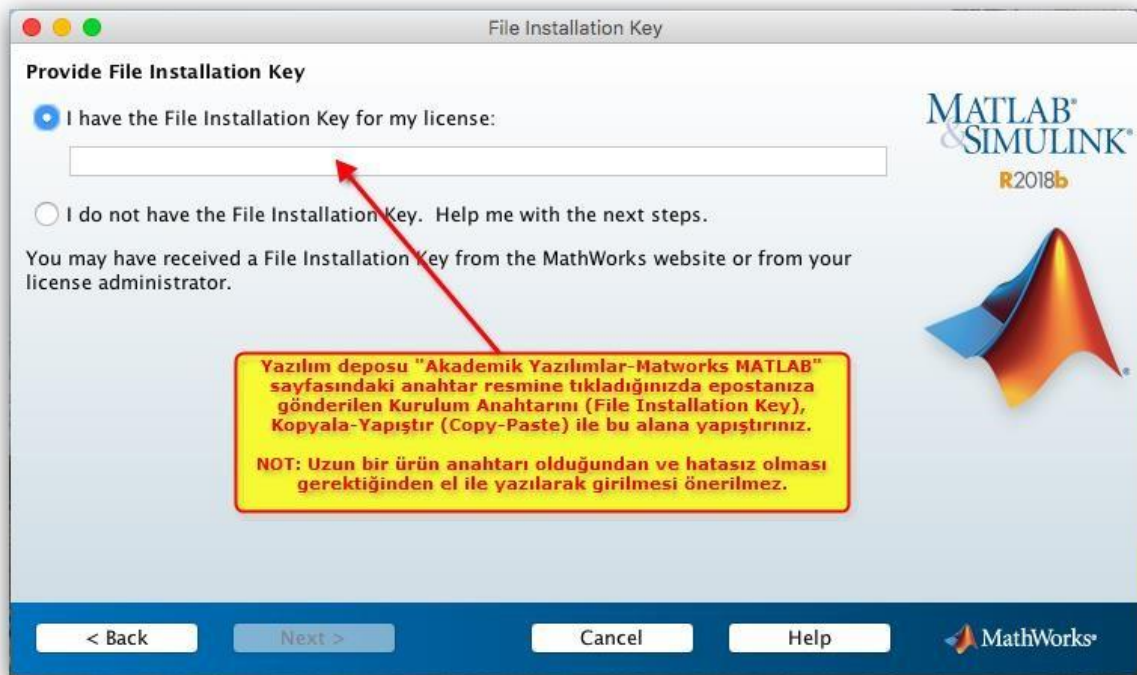 File Installation Key
Provide File Installation Key
I have the File Installation Key for my license:
MATLAB®
&SIMULINK®
R2018b
I do not have the File Installation Key. Help me with the next steps.
You may have received a File Installation Key from the MathWorks website or from your
license administrator.
Yazılım deposu "Akademik Yazılımlar-Matworks MATLAB"
sayfasındaki anahtar resmine tıkladığınızda epostanıza
gönderilen Kurulum Anahtarını (File Installation Key),
Kopyala-Yapıştır (Copy-Paste) ile bu alana yapıştırınız.
NOT: Uzun bir ürün anahtarı olduğundan ve hatasız olması
gerektiğinden el ile yazılarak girilmesi önerilmez.
< Back
Next >
Cancel
Help
MathWorks®